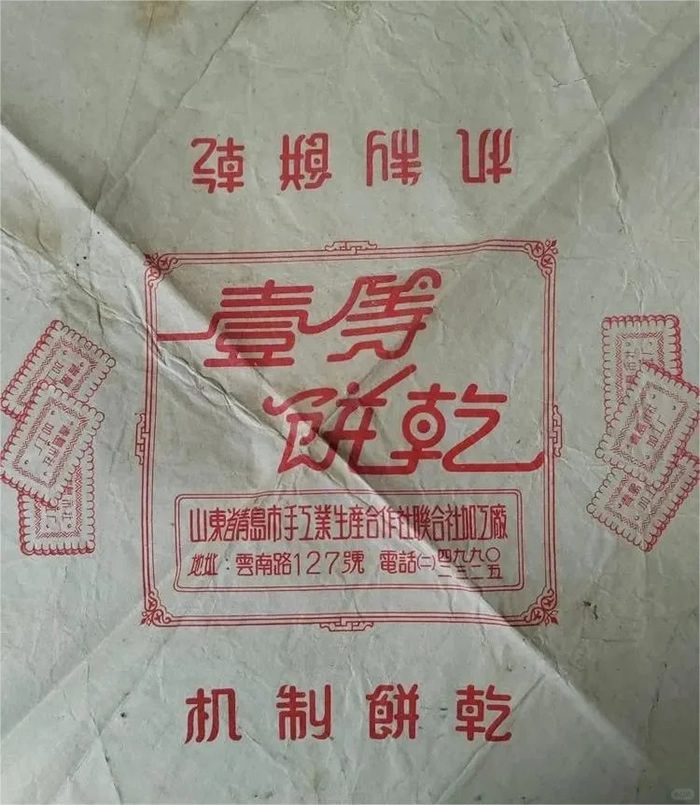 机制餅乾
壹等
餅乾
山東省青島市手工業生産合作社聯合社加工廠
地址：雲南路127號 電話(二)四九九〇
二三二五
机制餅乾